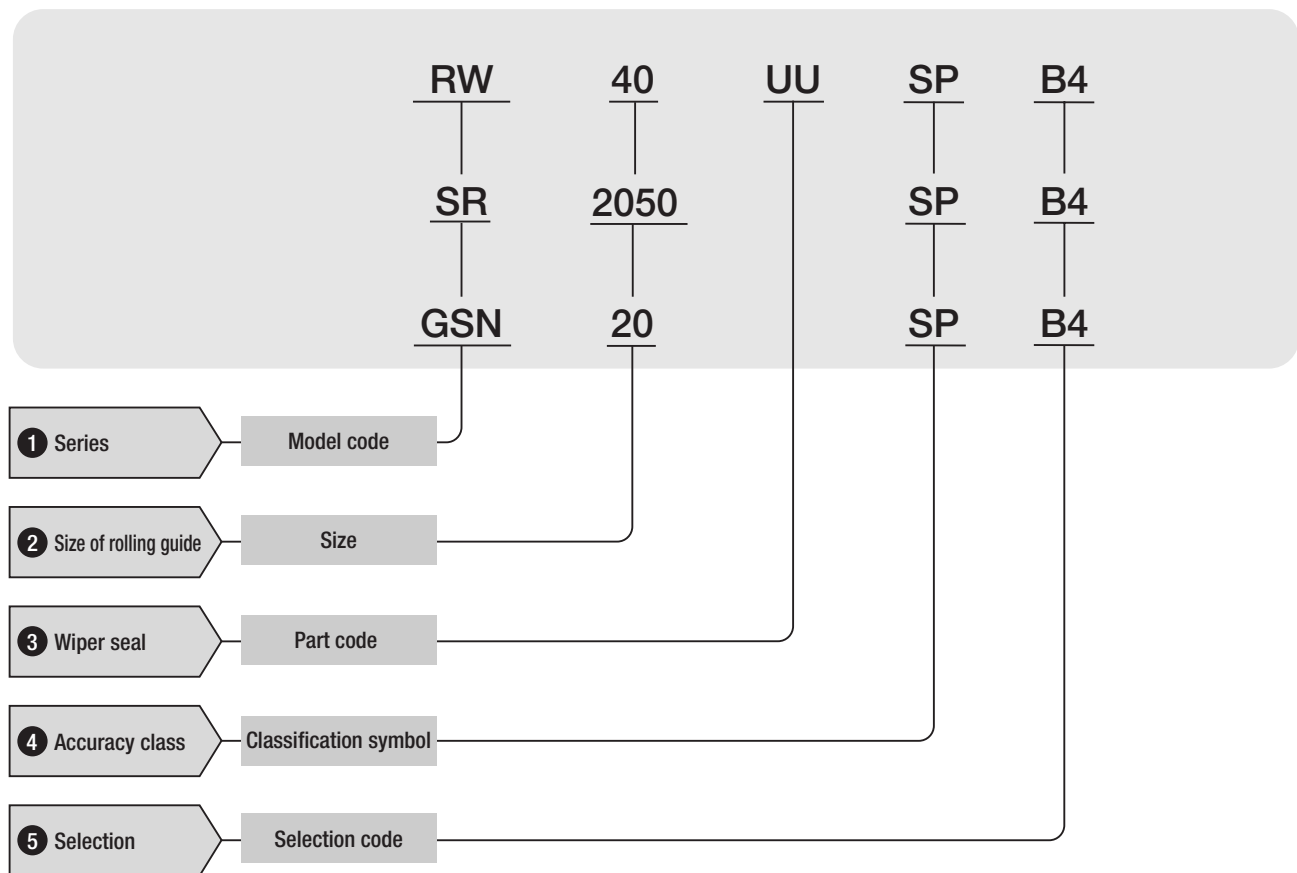 RW 40 UU SP B4
SR 2050 SP B4
GSN 20 SP B4
1 Series Model code
2 Size of rolling guide Size
3 Wiper seal Part code
4 Accuracy class Classification symbol
5 Selection Selection code